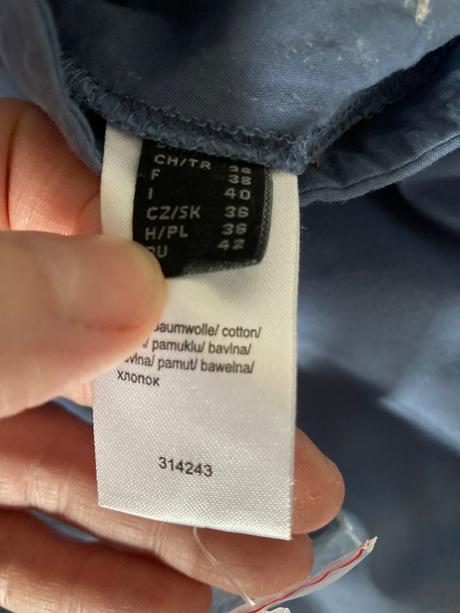 CH/TR 36
F 38
I 40
CZ/SK 36
H/PL 36
RU 42
baumwolle/ cotton/
/ pamuklu/ bavlna/
/ pamut/ bawełna/
хлопок
314243